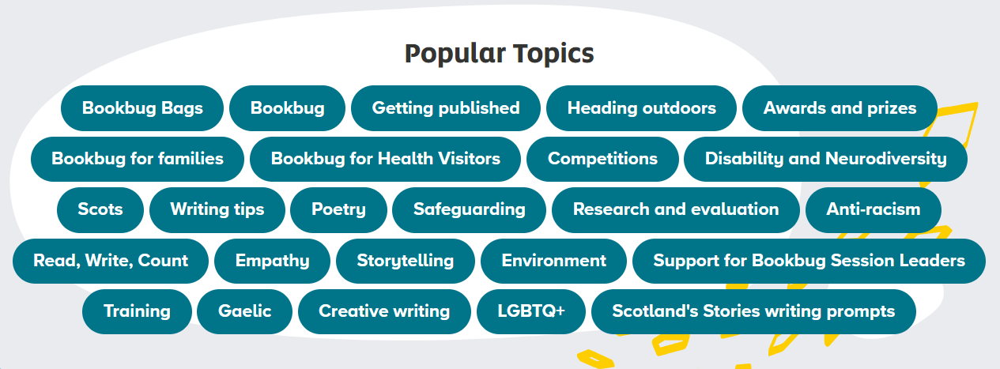 Popular Topics
Bookbug Bags Bookbug Getting published Heading outdoors Awards and prizes
Bookbug for families Bookbug for Health Visitors Competitions Disability and Neurodiversity
Scots Writing tips Poetry Safeguarding Research and evaluation Anti-racism
Read, Write, Count Empathy Storytelling Environment Support for Bookbug Session Leaders
Training Gaelic Creative writing LGBTQ+ Scotland's Stories writing prompts